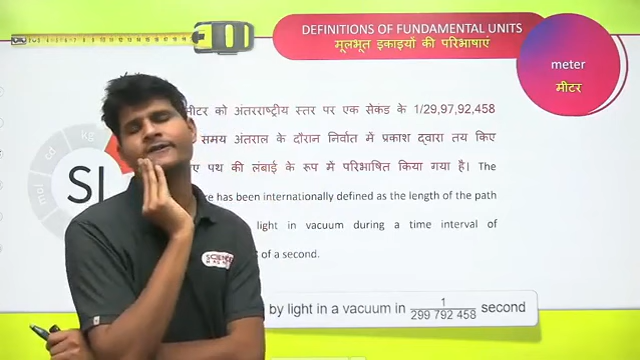 DEFINITIONS OF FUNDAMENTAL UNITS
मूलभूत इकाइयों की परिभाषाएं
meter
मीटर
मीटर को अंतरराष्ट्रीय स्तर पर एक सेकंड के 1/29,97,92,458
समय अंतराल के दौरान निर्वात में प्रकाश द्वारा तय किए
पथ की लंबाई के रूप में परिभाषित किया गया है। The
has been internationally defined as the length of the path
light in vacuum during a time interval of
of a second.
kg
cd
mol
SI
SCIENCE
by light in a vacuum in 1/299 792 458 second